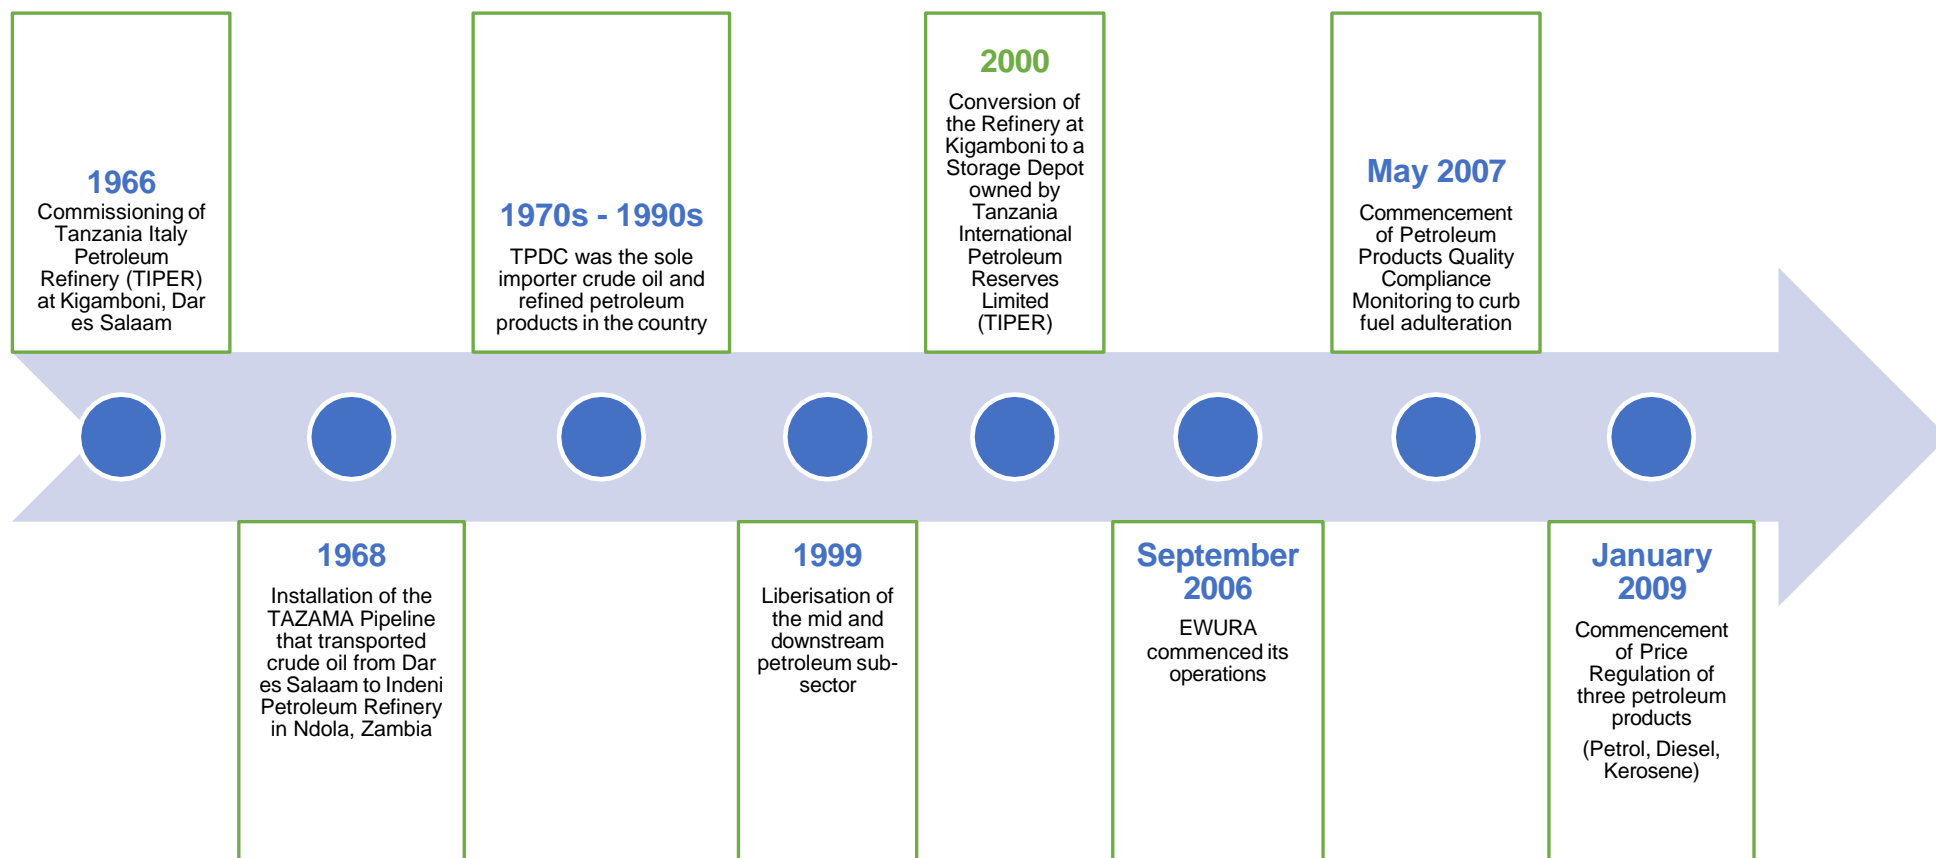 1966
Commissioning of
Tanzania Italy
Petroleum
Refinery (TIPER)
at Kigamboni, Dar
es Salaam
1968
Installation of the
TAZAMA Pipeline
that transported
crude oil from Dar
es Salaam to Indeni
Petroleum Refinery
in Ndola, Zambia
1970s - 1990s
TPDC was the sole
importer crude oil and
refined petroleum
products in the country
1999
Liberisation of
the mid and
downstream
petroleum sub-
sector
2000
Conversion of
the Refinery at
Kigamboni to a
Storage Depot
owned by
Tanzania
International
Petroleum
Reserves
Limited
(TIPER)
September
2006
EWURA
commenced its
operations
May 2007
Commencement
of Petroleum
Products Quality
Compliance
Monitoring to curb
fuel adulteration
January
2009
Commencement
of Price
Regulation of
three petroleum
products
(Petrol, Diesel,
Kerosene)